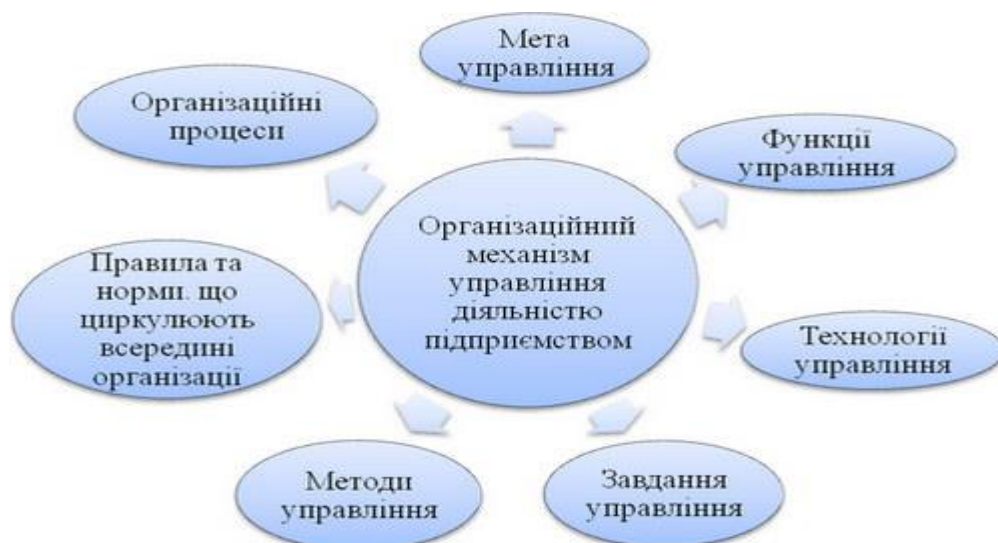 Мета
управління
Організаційні
процеси
Функції
управління
Організаційний
механізм
управління
діяльністю
підприємством
Правила та
норми. що
циркулюють
всередині
організації
Технології
управління
Методи
управління
Завдання
управління